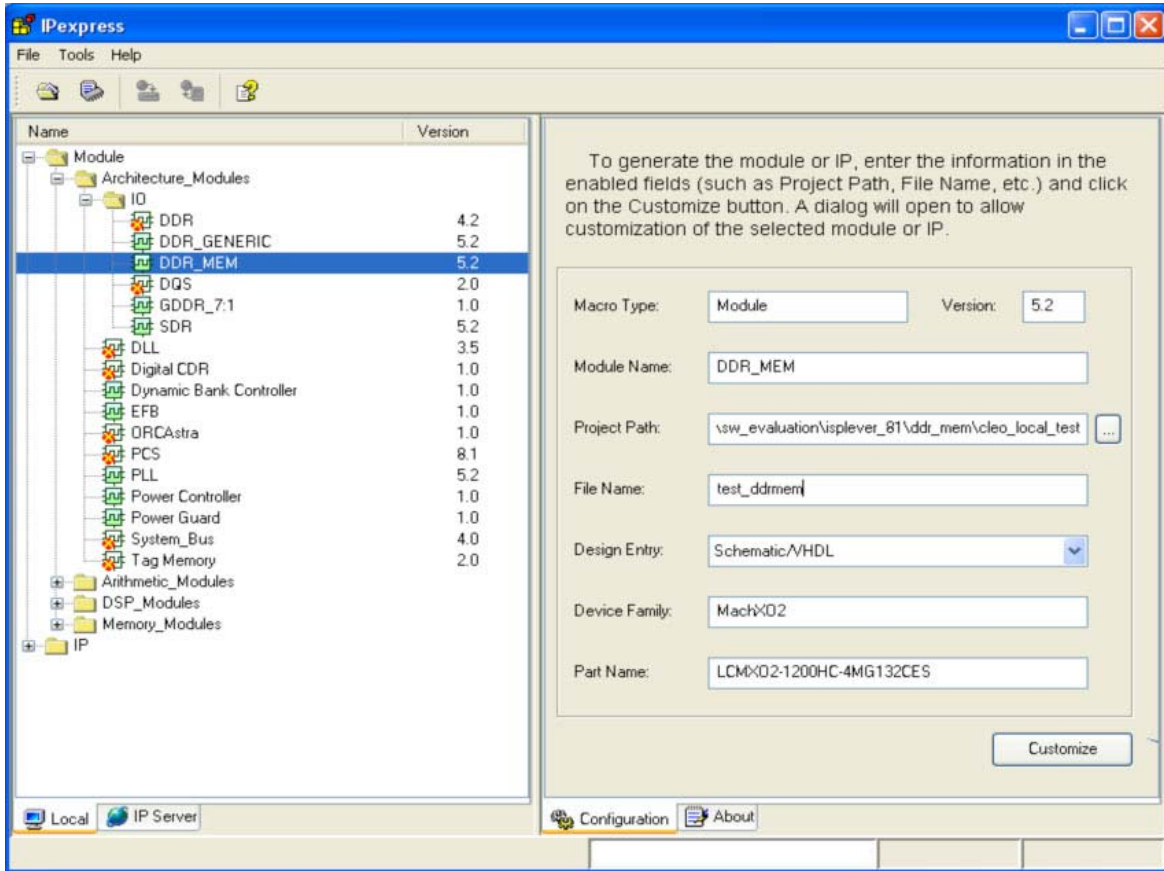 IPexpress
File Tools Help
Name Version
Module
Architecture_Modules
IO
DDR 4.2
DDR_GENERIC 5.2
DDR_MEM 5.2
DQS 2.0
GDDR_7:1 1.0
SDR 5.2
DLL 3.5
Digital CDR 1.0
Dynamic Bank Controller 1.0
EFB 1.0
ORCAstra 1.0
PCS 8.1
PLL 5.2
Power Controller 1.0
Power Guard 1.0
System_Bus 4.0
Tag Memory 2.0
Arithmetic_Modules
DSP_Modules
Memory_Modules
IP
Local IP Server
To generate the module or IP, enter the information in the
enabled fields (such as Project Path, File Name, etc.) and click
on the Customize button. A dialog will open to allow
customization of the selected module or IP.
Macro Type: Module Version: 5.2
Module Name: DDR_MEM
Project Path: \sw_evaluation\isplever_81\ddr_mem\cleo_local_test ...
File Name: test_ddrmem
Design Entry: Schematic/VHDL
Device Family: MachXO2
Part Name: LCMXO2-1200HC-4MG132CES
Customize
Configuration About